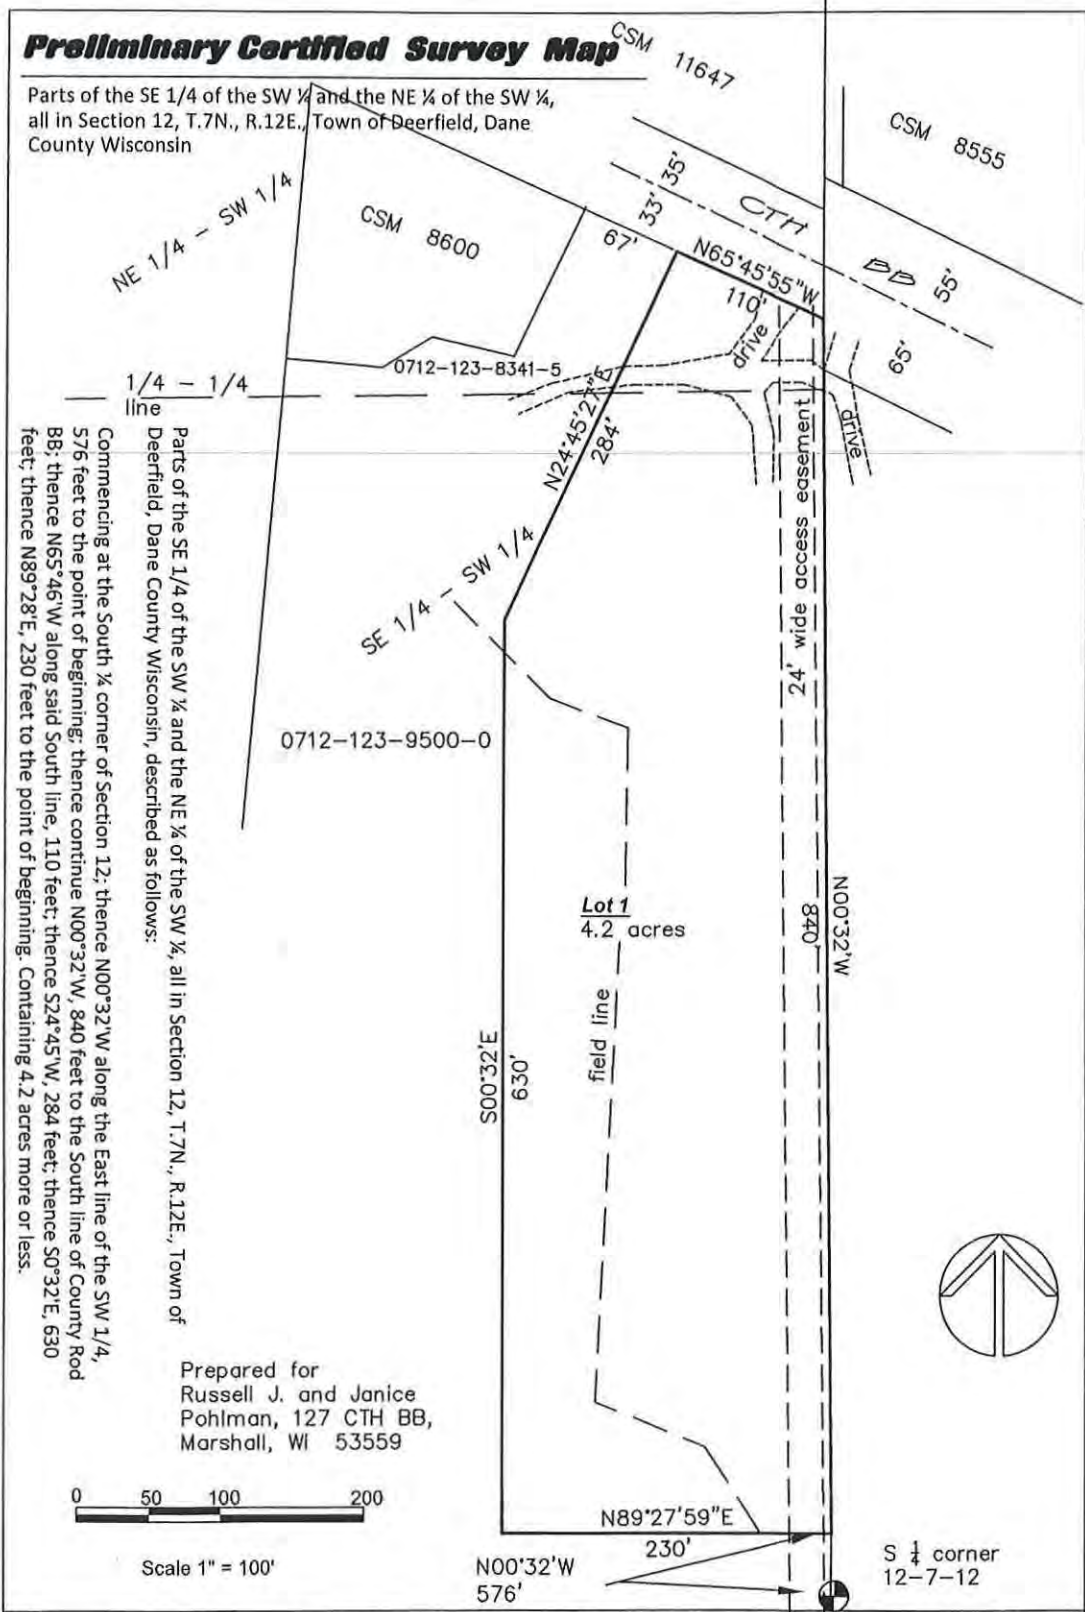 Preliminary Certified Survey Map
Parts of the SE 1/4 of the SW ¼ and the NE ¼ of the SW ¼,
all in Section 12, T.7N., R.12E., Town of Deerfield, Dane
County Wisconsin
CSM 11647
CSM 8555
NE 1/4 - SW 1/4
CSM 8600
35'
33'
67'
CTH
BB
55'
65'
N65°45'55"W
110'
drive
drive
0712-123-8341-5
1/4 - 1/4
line
N24°45'27"E
284'
24' wide access easement
SE 1/4 - SW 1/4
0712-123-9500-0
Parts of the SE 1/4 of the SW ¼ and the NE ¼ of the SW ¼, all in Section 12, T.7N., R.12E., Town of
Deerfield, Dane County Wisconsin, described as follows:
Commencing at the South ¼ corner of Section 12; thence N00°32'W along the East line of the SW 1/4,
576 feet to the point of beginning; thence continue N00°32'W, 840 feet to the South line of County Rod
BB; thence N65°46'W along said South line, 110 feet; thence S24°45'W, 284 feet; thence S0°32'E, 630
feet; thence N89°28'E, 230 feet to the point of beginning. Containing 4.2 acres more or less.
Lot 1
4.2 acres
840'
N00°32'W
field line
S00°32'E
630'
Prepared for
Russell J. and Janice
Pohlman, 127 CTH BB,
Marshall, WI 53559
0 50 100 200
Scale 1" = 100'
N89°27'59"E
230'
N00°32'W
576'
S ¼ corner
12-7-12